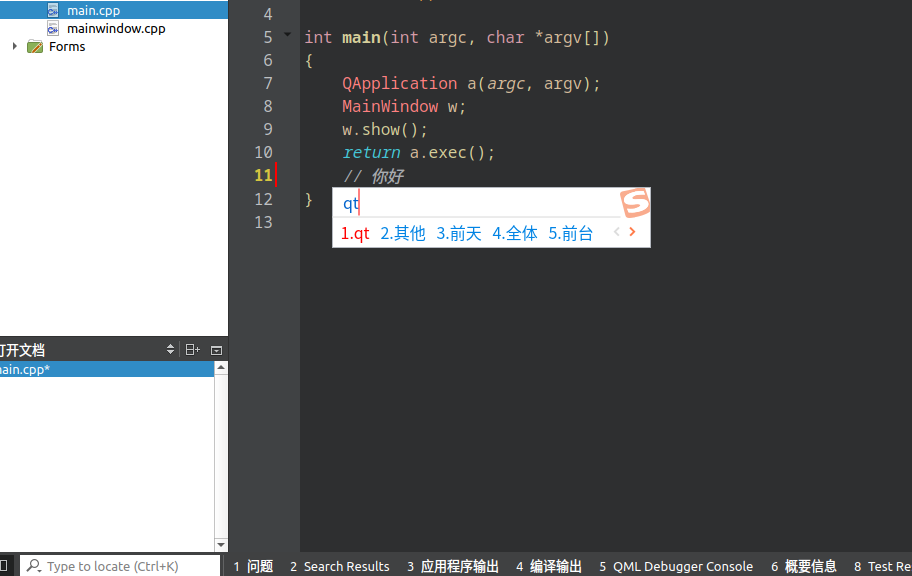 main.cpp
mainwindow.cpp
Forms
打开文档
main.cpp*
Type to locate (Ctrl+K)
4
5 int main(int argc, char *argv[])
6 {
7 QApplication a(argc, argv);
8 MainWindow w;
9 w.show();
10 return a.exec();
11 // 你好
12 }
13
qt
1.qt 2.其他 3.前天 4.全体 5.前台 < >
1 问题 2 Search Results 3 应用程序输出 4 编译输出 5 QML Debugger Console 6 概要信息 8 Test Re